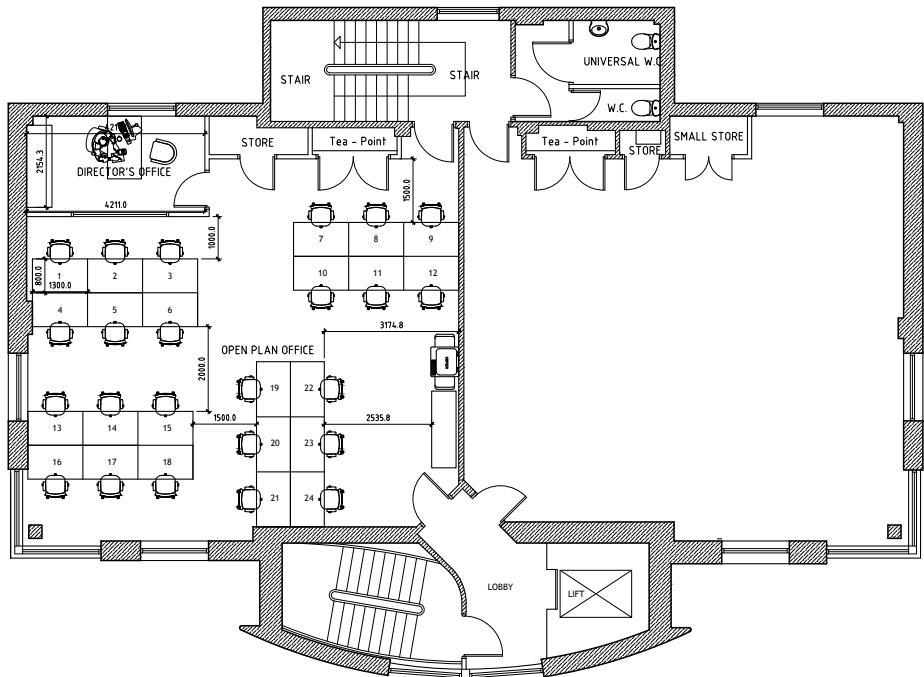 STAIR
STAIR
UNIVERSAL W.C
W.C.
STORE
Tea - Point
Tea - Point
STORE
SMALL STORE
2154.3
DIRECTOR'S OFFICE
4211.0
1500.0
1000.0
7 8 9
10 11 12
800.0
1 2 3
1300.0
4 5 6
3174.8
OPEN PLAN OFFICE
2000.0
19 22
1500.0
2535.8
13 14 15
20 23
16 17 18
21 24
LOBBY
LIFT